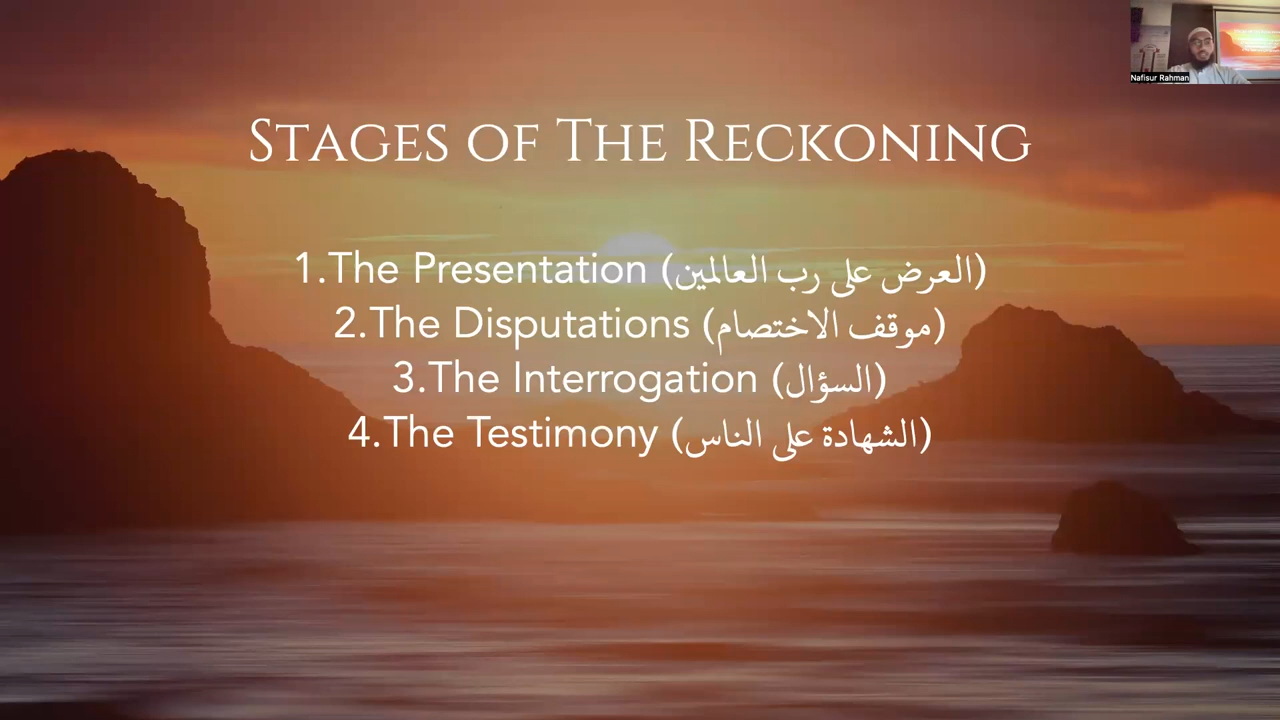 Nafisur Rahman
STAGES OF THE RECKONING
1.The Presentation (العرض على رب العالمين)
2.The Disputations (موقف الاختصام)
3.The Interrogation (السؤال)
4.The Testimony (الشهادة على الناس)